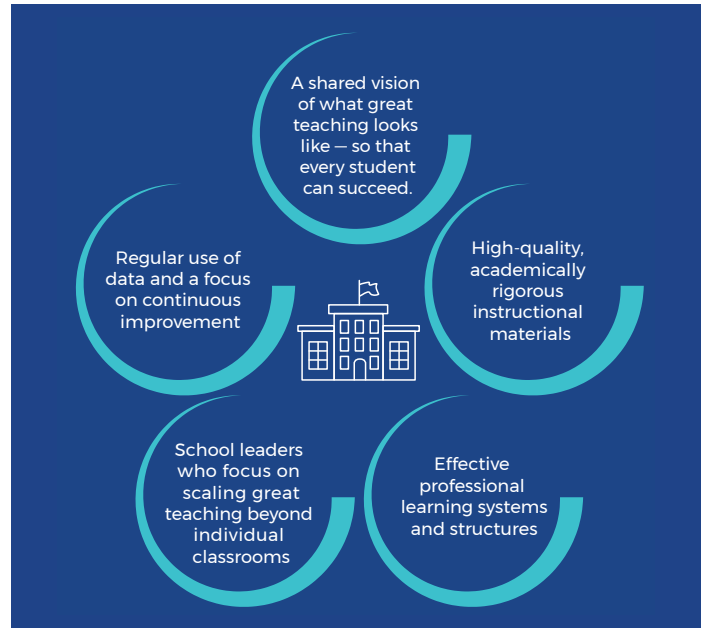 A shared vision
of what great
teaching looks
like — so that
every student
can succeed.
High-quality,
academically
rigorous
instructional
materials
Effective
professional
learning systems
and structures
School leaders
who focus on
scaling great
teaching beyond
individual
classrooms
Regular use of
data and a focus
on continuous
improvement